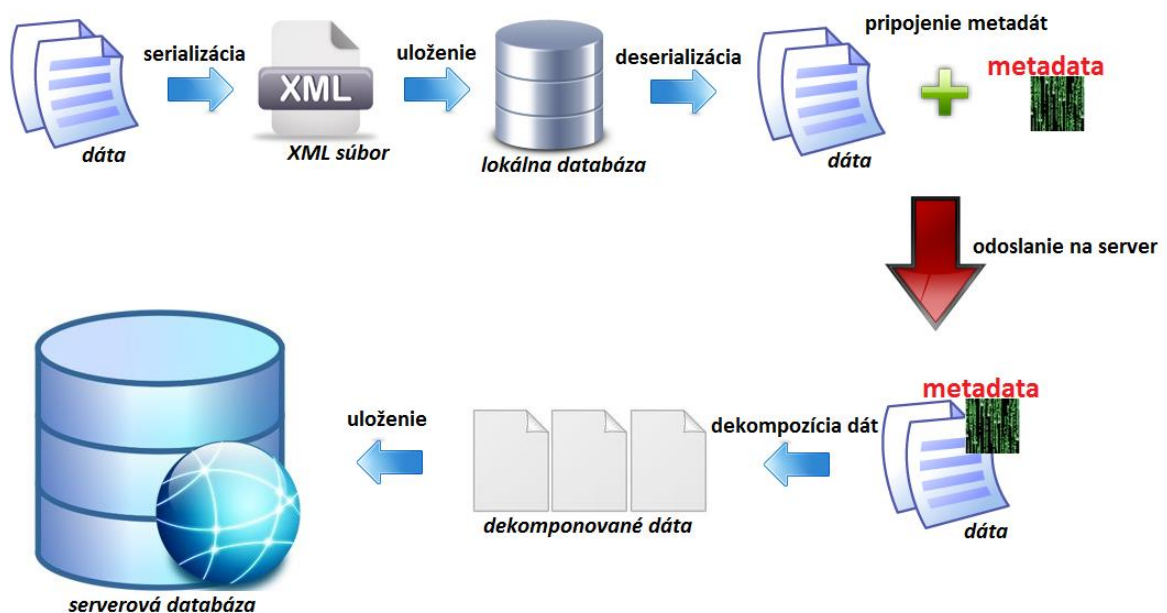 pripojenie metadát
serializácia
uloženie
deserializácia
metadata
XML
dáta
XML súbor
lokálna databáza
dáta
odoslanie na server
metadata
uloženie
dekompozícia dát
dekomponované dáta
dáta
serverová databáza